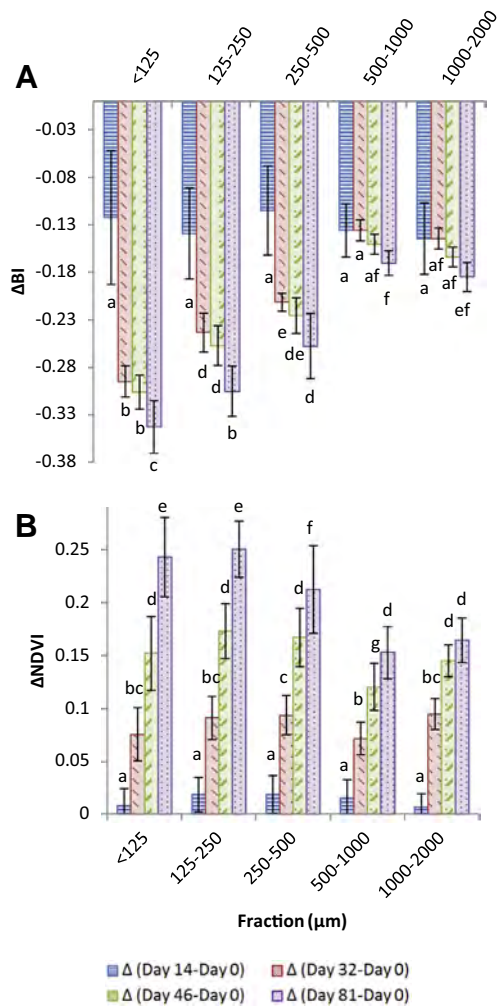 A
<125 125-250 250-500 500-1000 1000-2000
-0.03
-0.08
-0.13
-0.18
-0.23
-0.28
-0.33
-0.38
ΔBI
a b b c a d d b a e de d a a af f a af af ef
B
0.25
0.2
0.15
0.1
0.05
0
ΔNDVI
a bc d e a bc d e a c d f a b g d a bc d d
<125 125-250 250-500 500-1000 1000-2000
Fraction (µm)
Δ (Day 14-Day 0) Δ (Day 32-Day 0)
Δ (Day 46-Day 0) Δ (Day 81-Day 0)